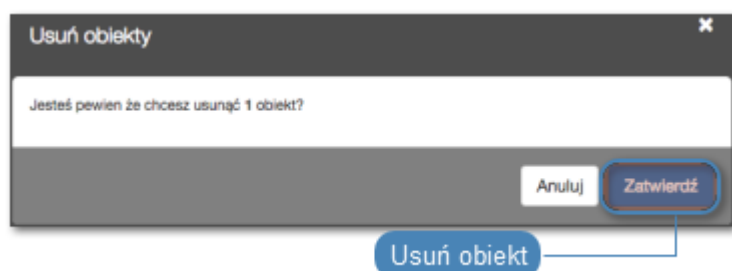 Usuń obiekty
Jesteś pewien że chcesz usunąć 1 obiekt?
Anuluj Zatwierdź
Usuń obiekt